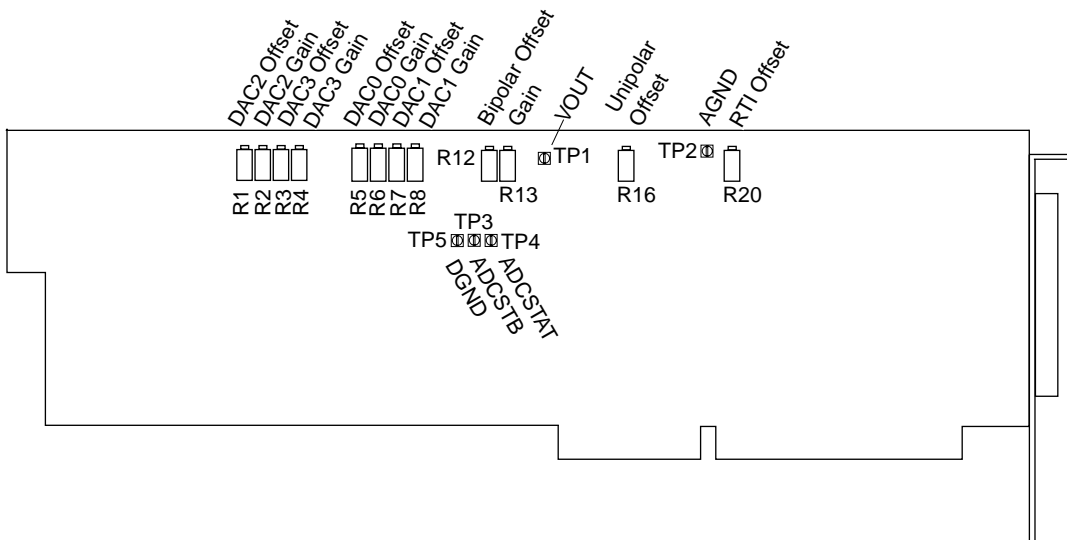 DAC2 Offset
DAC2 Gain
DAC3 Offset
DAC3 Gain
DAC0 Offset
DAC0 Gain
DAC1 Offset
DAC1 Gain
Bipolar Offset
Gain
VOUT
Unipolar
Offset
AGND
RTI Offset
R12
TP1
TP2
R1
R2
R3
R4
R5
R6
R7
R8
R13
R16
R20
TP3
TP5
TP4
DGND
ADCSTB
ADCSTAT